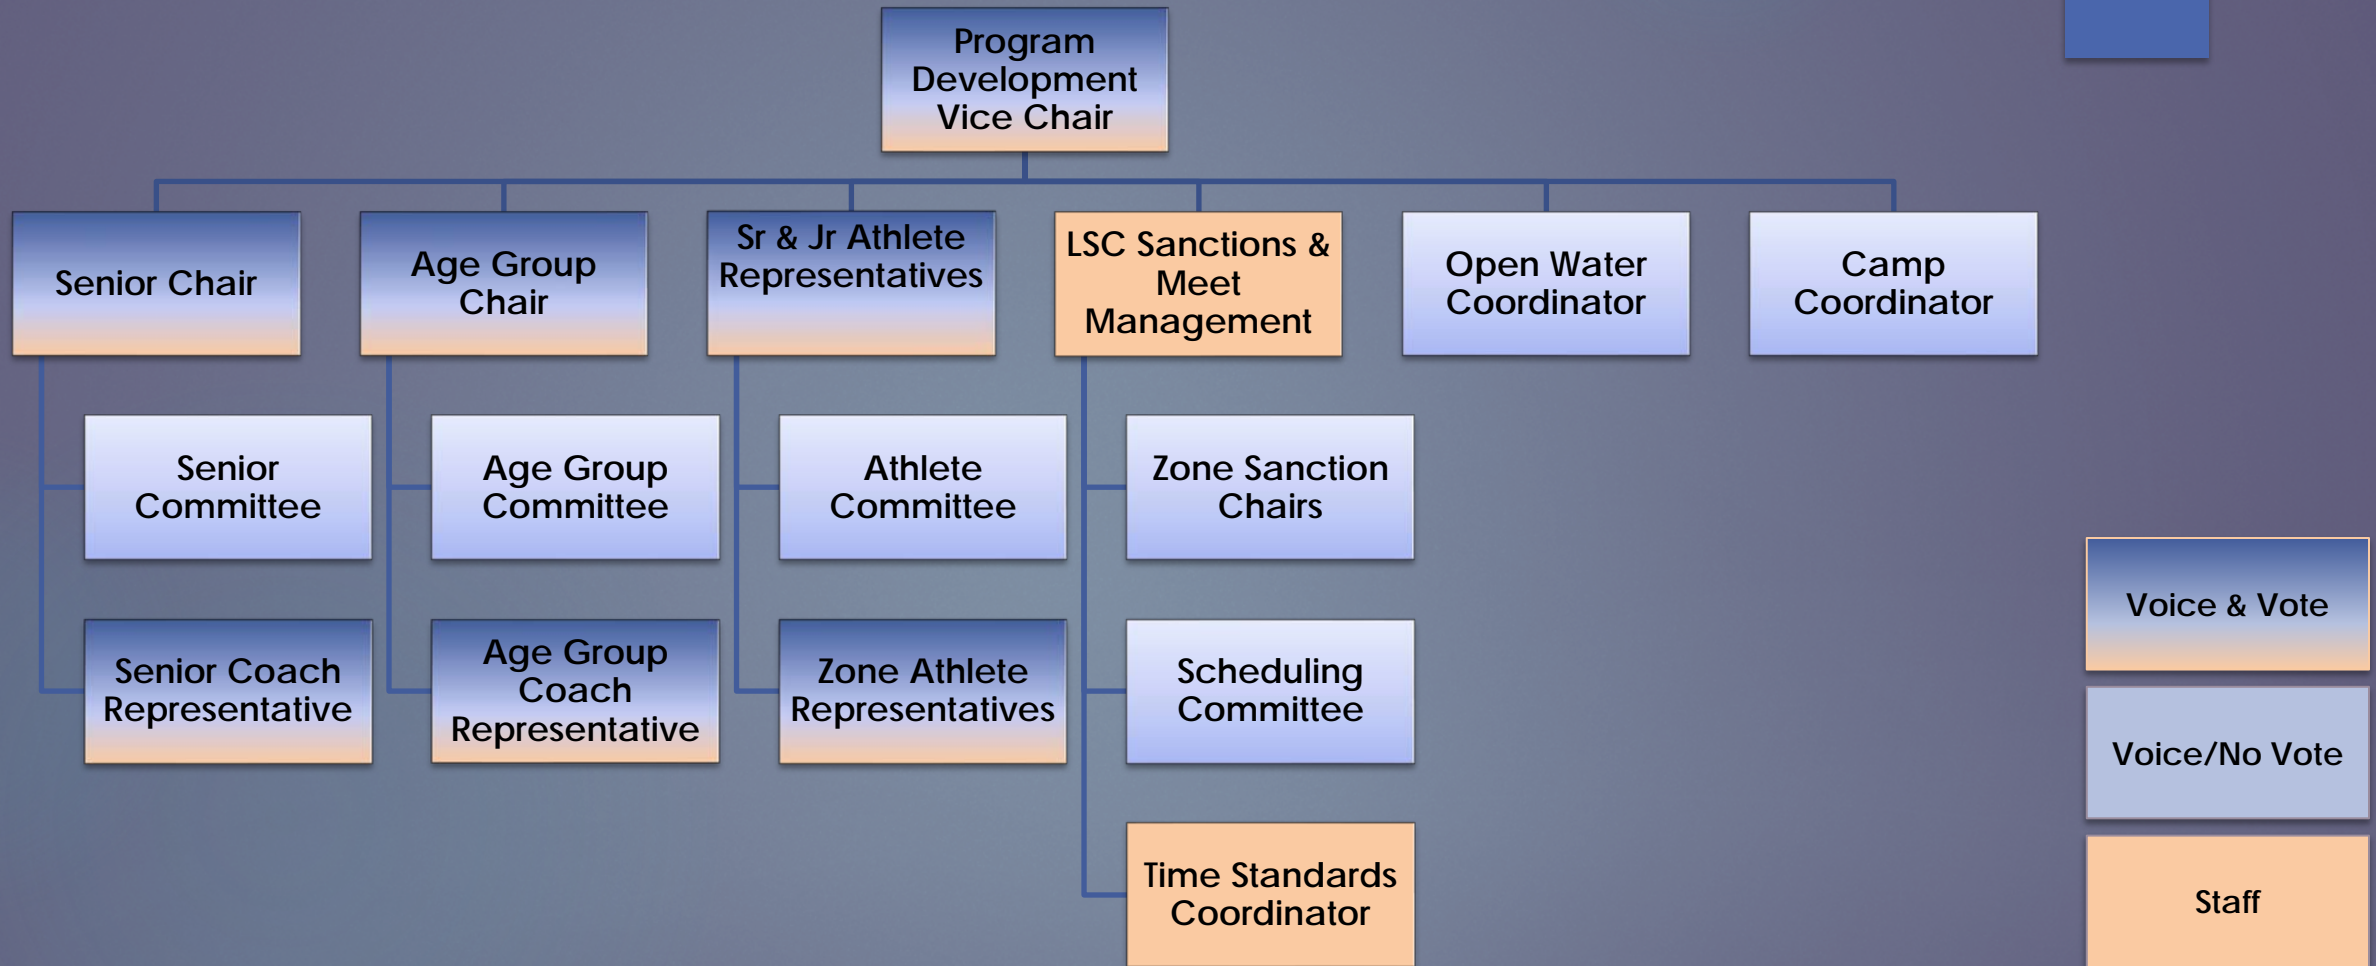 Program
Development
Vice Chair
Senior Chair
Age Group
Chair
Sr & Jr Athlete
Representatives
LSC Sanctions &
Meet
Management
Open Water
Coordinator
Camp
Coordinator
Senior
Committee
Age Group
Committee
Athlete
Committee
Zone Sanction
Chairs
Senior Coach
Representative
Age Group
Coach
Representative
Zone Athlete
Representatives
Scheduling
Committee
Time Standards
Coordinator
Voice & Vote
Voice/No Vote
Staff